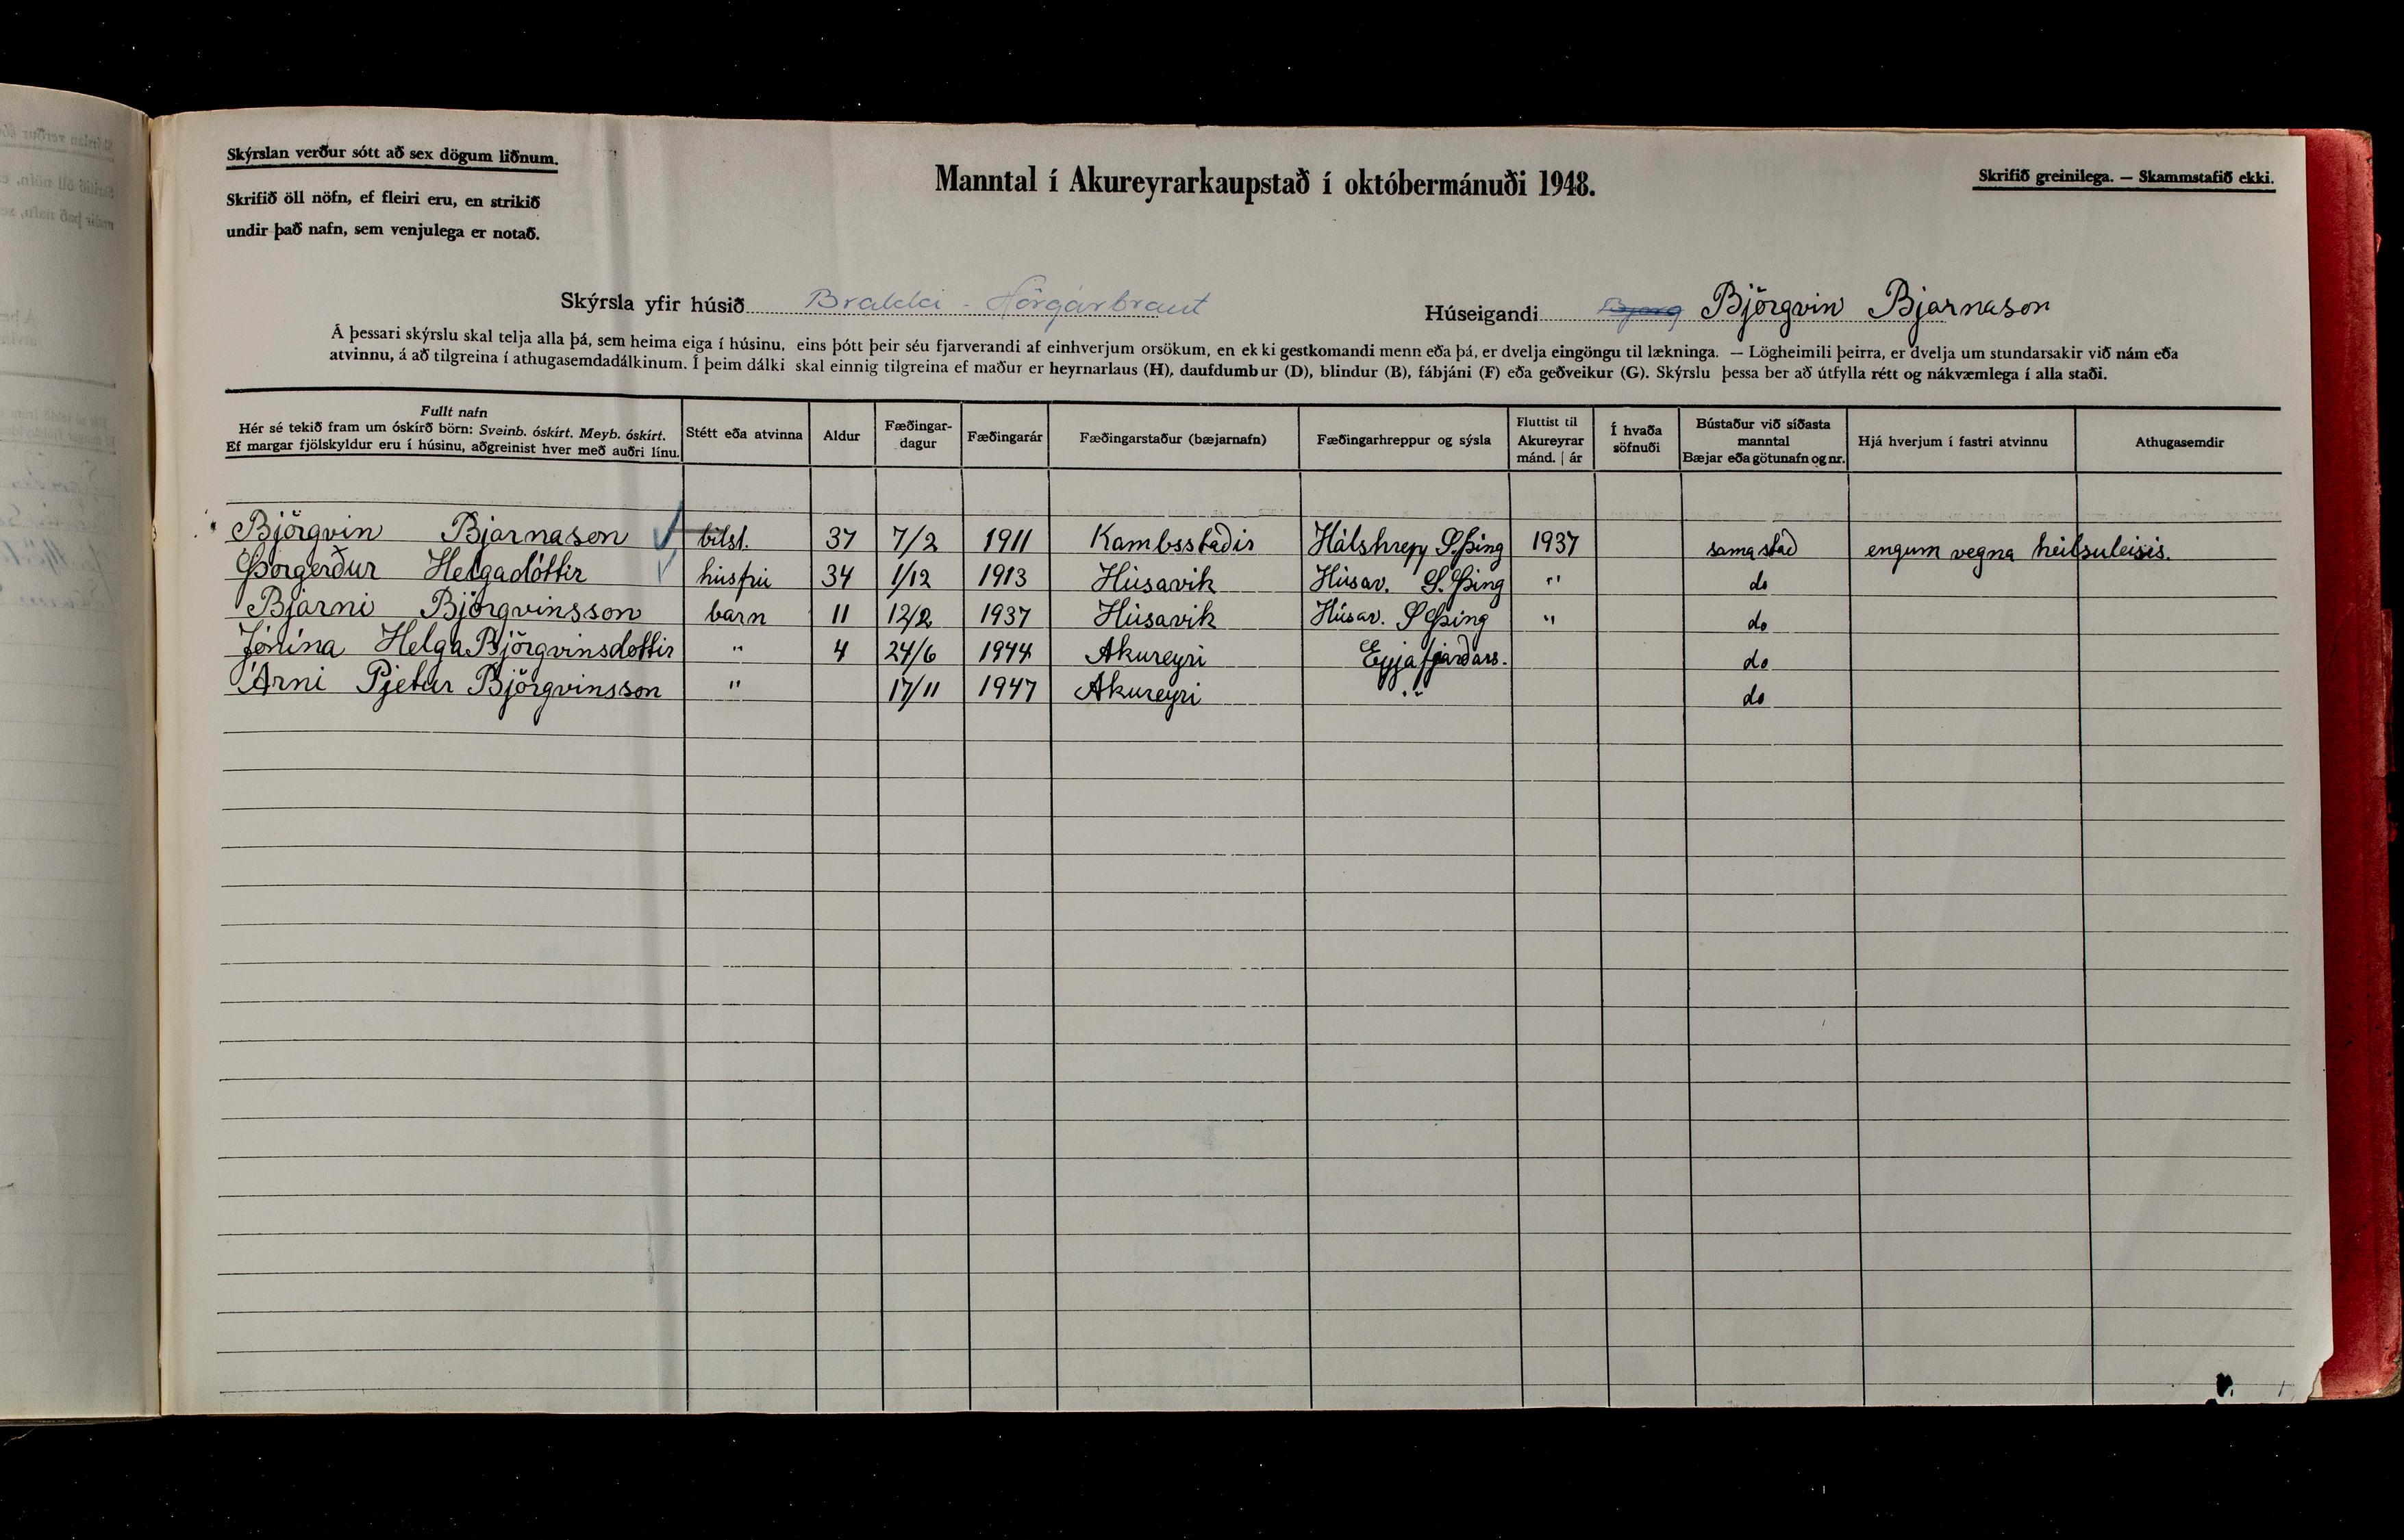 Skýrslan verður sótt að sex dögum liðnum.
Skrifið öll nöfn, ef fleiri eru, en strikið
undir það nafn, sem venjulega er notað.
Manntal í Akureyrarkaupstað í októbermánuði 1948.
Skrifið greinilega. — Skammstafið ekki.
Skýrsla yfir húsið Brakki - Hörgárbraut
Húseigandi Björgvin Bjarnason
Á þessari skýrslu skal telja alla þá, sem heima eiga í húsinu, eins þótt þeir séu fjarverandi af einhverjum orsökum, en ekki gestkomandi menn eða þá, er dvelja eingöngu til lækninga. — Lögheimili þeirra, er dvelja um stundarsakir við nám eða
atvinnu, á að tilgreina í athugasemdadálkinum. Í þeim dálki skal einnig tilgreina ef maður er heyrnarlaus (H), daufdumbur (D), blindur (B), fábjáni (F) eða geðveikur (G). Skýrslu þessa ber að útfylla rétt og nákvæmlega í alla staði.
Fullt nafn
Hér sé tekið fram um óskírð börn: Sveinb. óskírt. Meyb. óskírt.
Ef margar fjölskyldur eru í húsinu, aðgreinist hver með auðri línu.
Stétt eða atvinna
Aldur
Fæðingar-
dagur
Fæðingarár
Fæðingarstaður (bæjarnafn)
Fæðingarhreppur og sýsla
Fluttist til
Akureyrar
mánd. | ár
Í hvaða
söfnuði
Bústaður við síðasta
manntal
Bæjar eða götunafn og nr.
Hjá hverjum í fastri atvinnu
Athugasemdir
Björgvin Bjarnason bílst. 37 7/2 1911 Kambsstaðir Hálshrepp S.Þing 1937 sama stað engum vegna heilsuleisis.
Þorgerður Helgadóttir húsfrú 34 1/12 1913 Húsavík Húsav. S.Þing " do
Bjarni Björgvinsson barn 11 12/2 1937 Húsavík Húsav. S Þing " do
Jónína Helga Björgvinsdóttir " 4 24/6 1944 Akureyri Eyjafjarðars. do
Árni Pjetur Björgvinsson " 17/11 1947 Akureyri " do